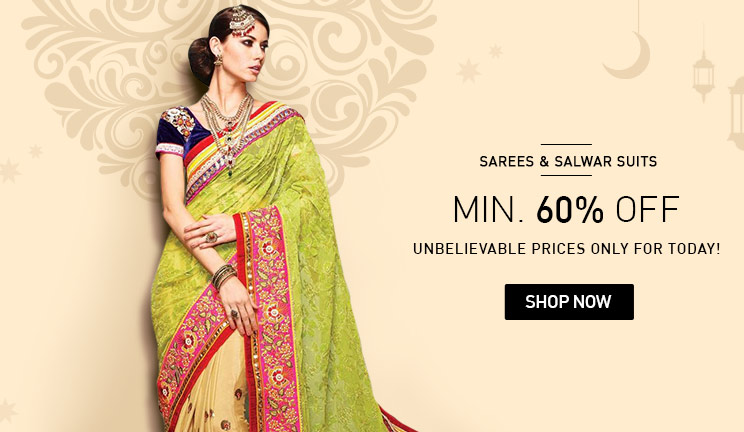 SAREES & SALWAR SUITS
MIN. 60% OFF
UNBELIEVABLE PRICES ONLY FOR TODAY!
SHOP NOW